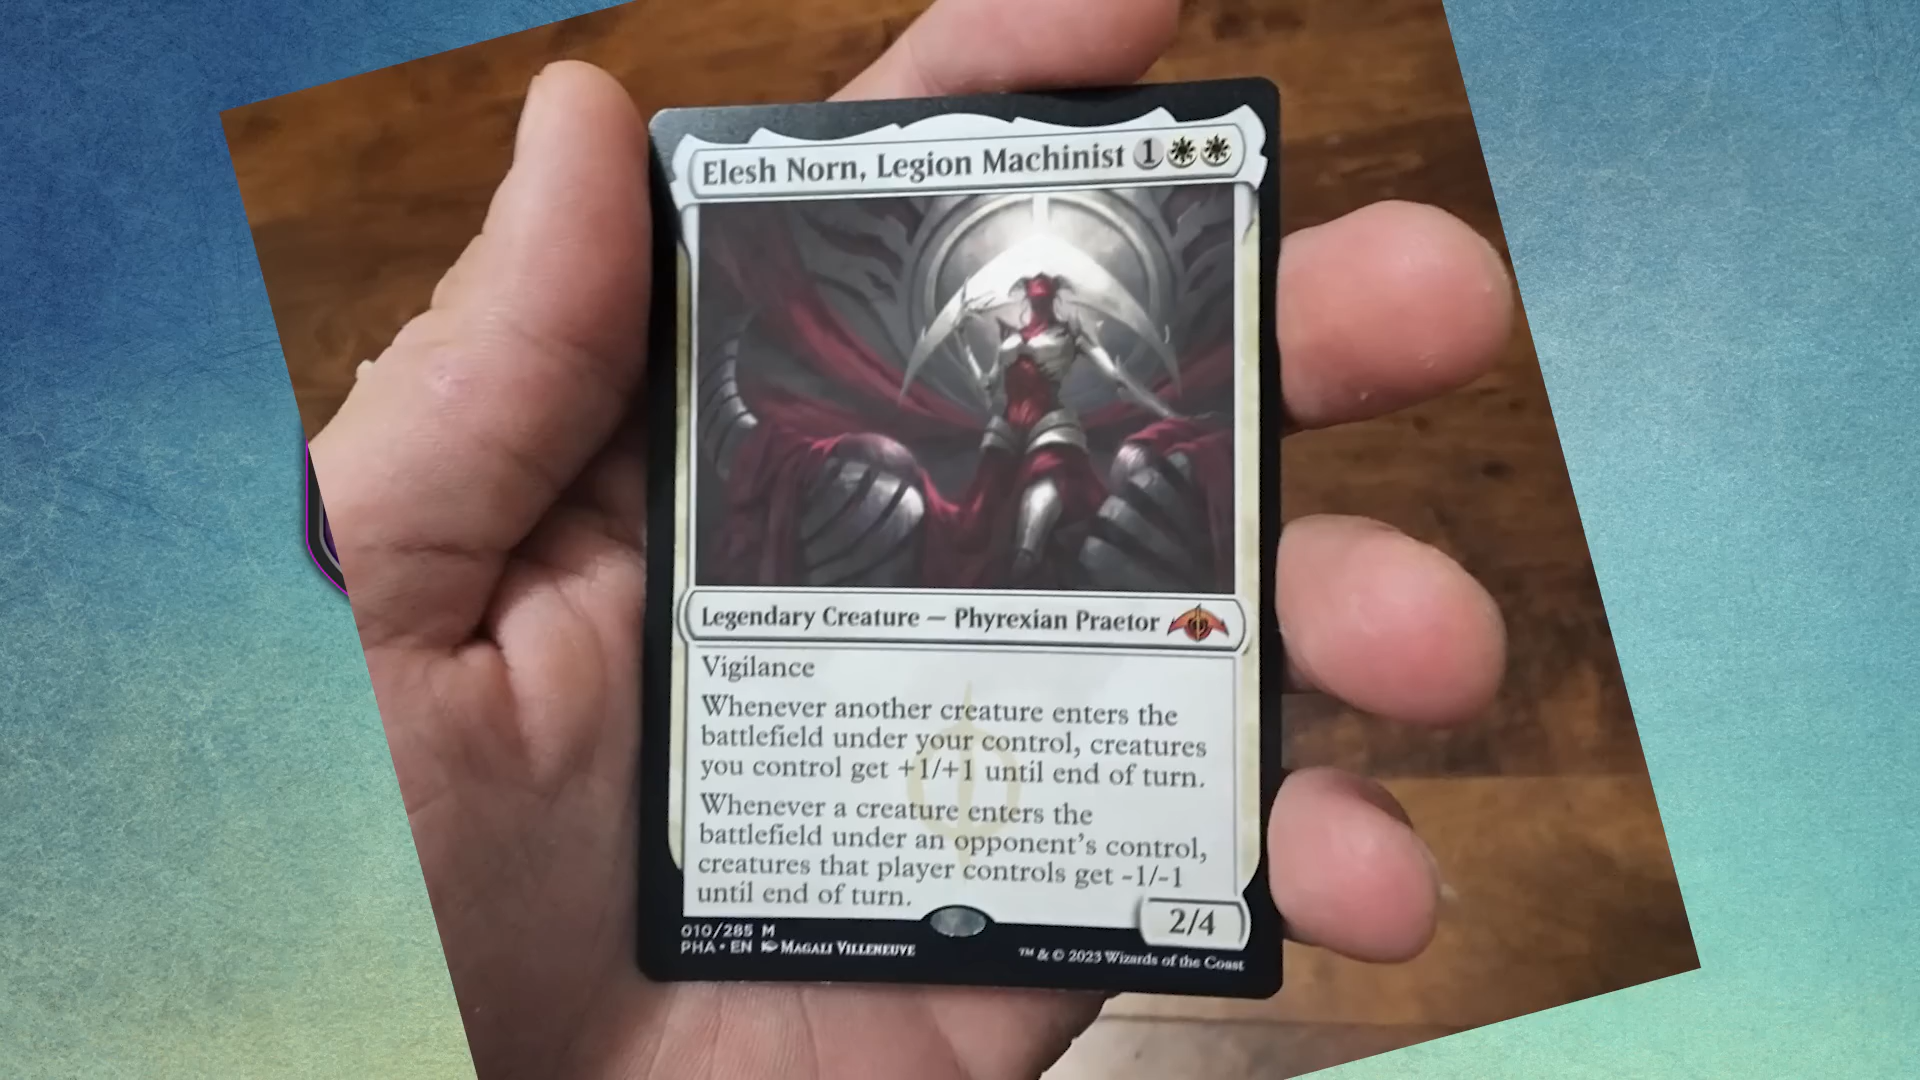 Elesh Norn, Legion Machinist 1
Legendary Creature — Phyrexian Praetor
Vigilance
Whenever another creature enters the
battlefield under your control, creatures
you control get +1/+1 until end of turn.
Whenever a creature enters the
battlefield under an opponent's control,
creatures that player controls get -1/-1
until end of turn.
2/4
010/285 M
PHA • EN Magali Villeneuve
™ & © 2023 Wizards of the Coast